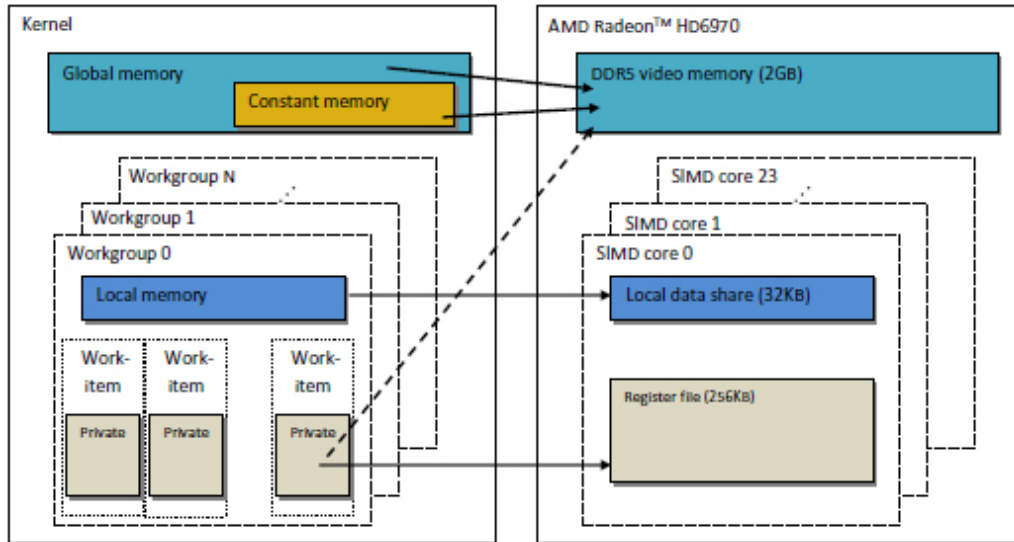 Kernel
Global memory
Constant memory
Workgroup N
Workgroup 1
Workgroup 0
Local memory
Work-
item
Work-
item
Work-
item
Private
Private
Private
AMD Radeon™ HD6970
DDR5 video memory (2GB)
SIMD core 23
SIMD core 1
SIMD core 0
Local data share (32KB)
Register file (256KB)